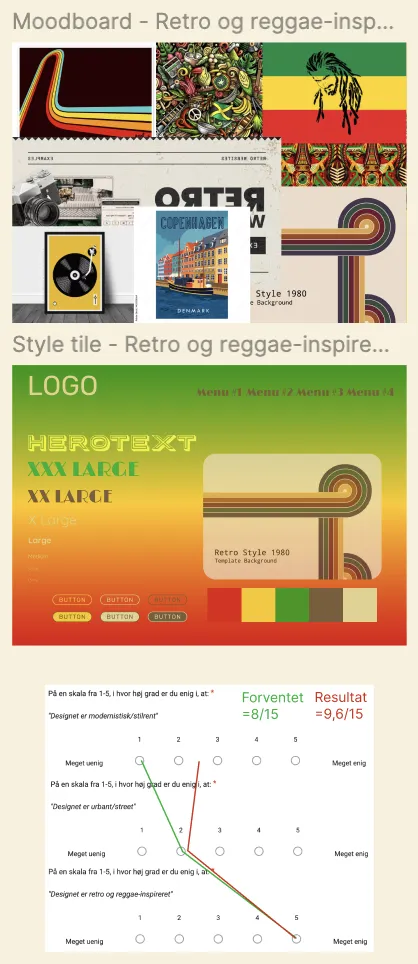 Moodboard - Retro og reggae-insp...
EXAMPLES
RETRO WEBSITES
RETRO
W
EX
COPENHAGEN
DENMARK
Style 1980
Background
Style tile - Retro og reggae-inspire...
LOGO
Menu #1 Menu #2 Menu #3 Menu #4
HEROTEXT
XXX LARGE
XX LARGE
X Large
Large
Medium
Retro Style 1980
Template Background
BUTTON BUTTON BUTTON
BUTTON BUTTON BUTTON
På en skala fra 1-5, i hvor høj grad er du enig i, at: *
Forventet
=8/15
Resultat
=9,6/15
"Designet er modernistisk/stilrent"
1 2 3 4 5
Meget uenig Meget enig
På en skala fra 1-5, i hvor høj grad er du enig i, at: *
"Designet er urbant/street"
1 2 3 4 5
Meget uenig Meget enig
På en skala fra 1-5, i hvor høj grad er du enig i, at: *
"Designet er retro og reggae-inspireret"
1 2 3 4 5
Meget uenig Meget enig